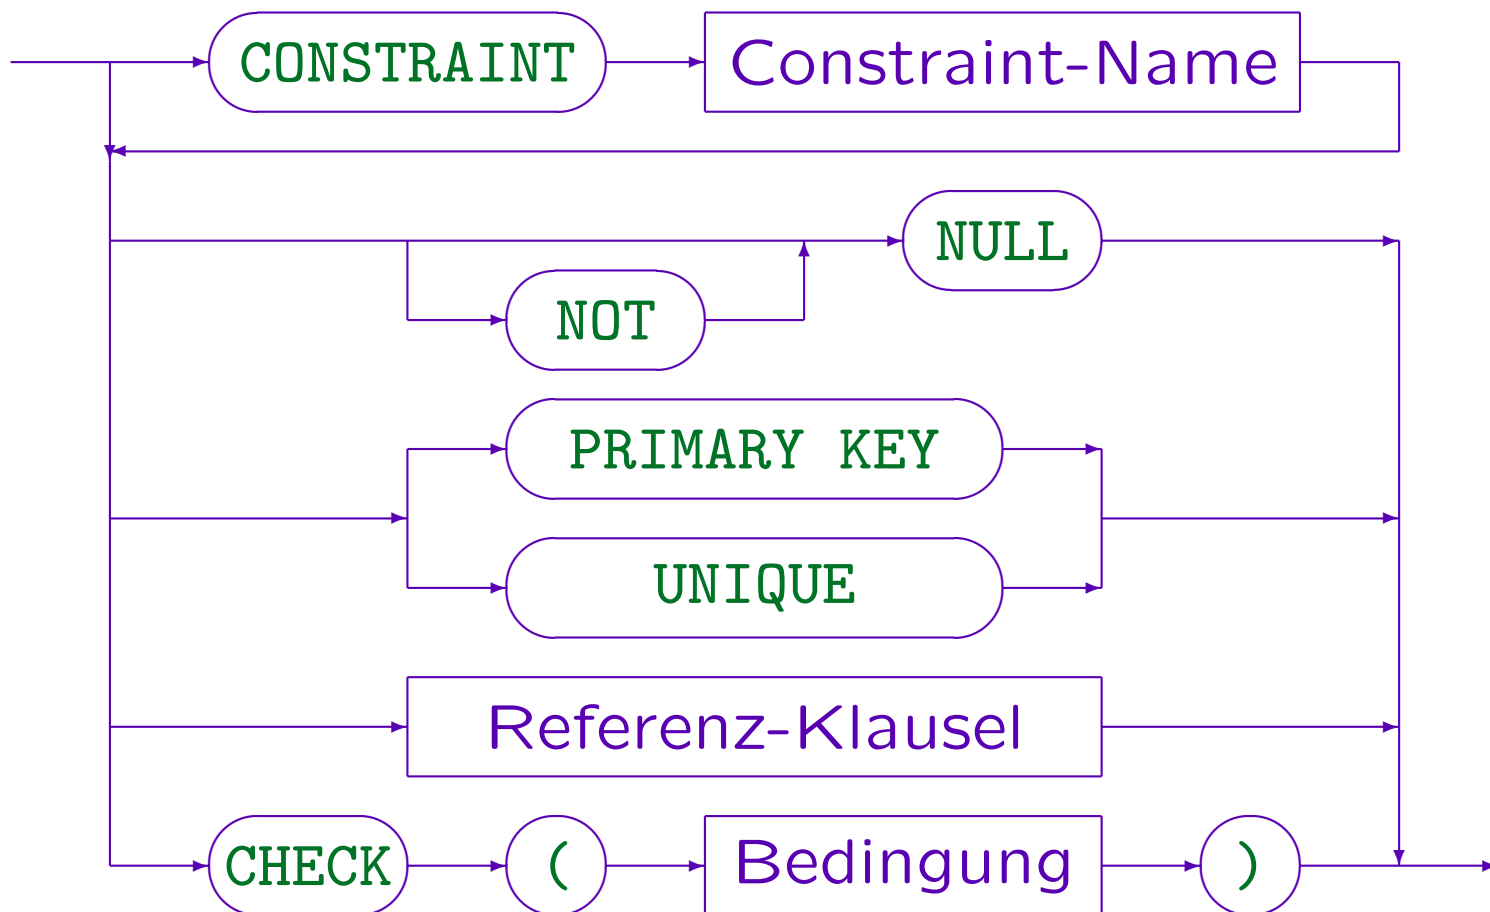 CONSTRAINT Constraint-Name
NULL
NOT
PRIMARY KEY
UNIQUE
Referenz-Klausel
CHECK ( Bedingung )